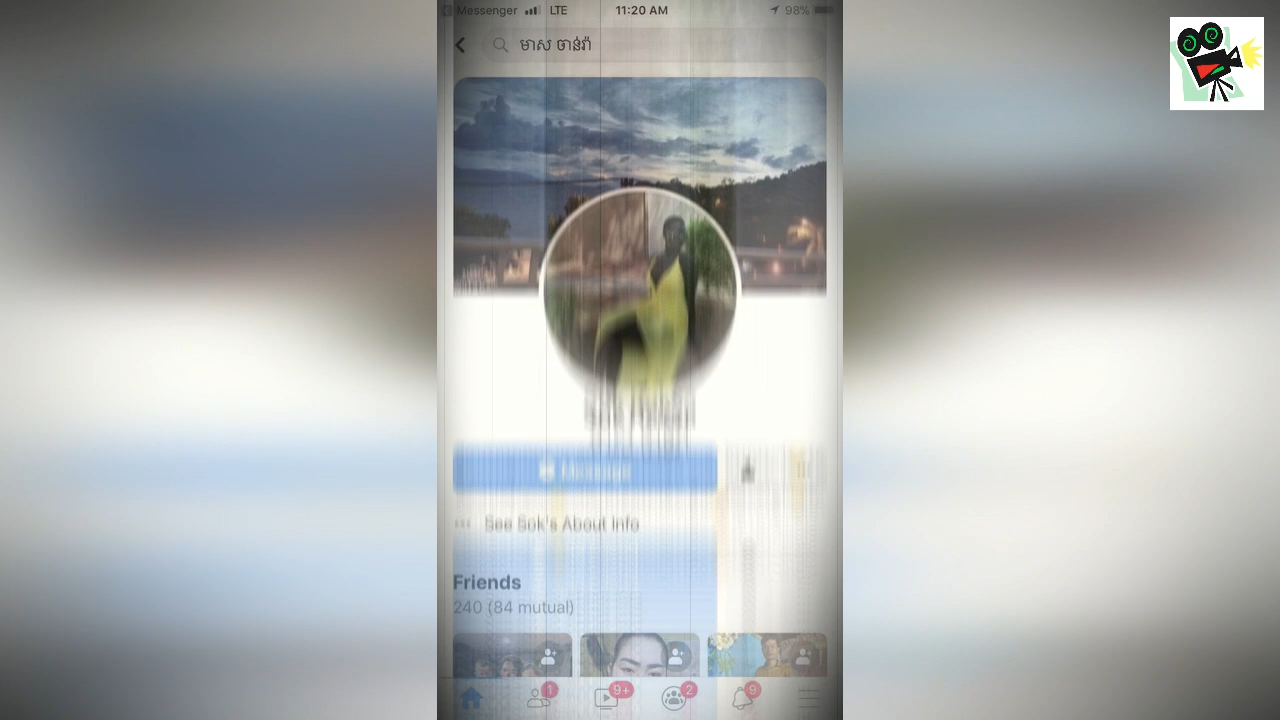 Messenger LTE 11:20 AM 98%
មាស ចាន់រ៉ា
See Sok's About Info
Friends
240 (84 mutual)
1 9+ 2 9